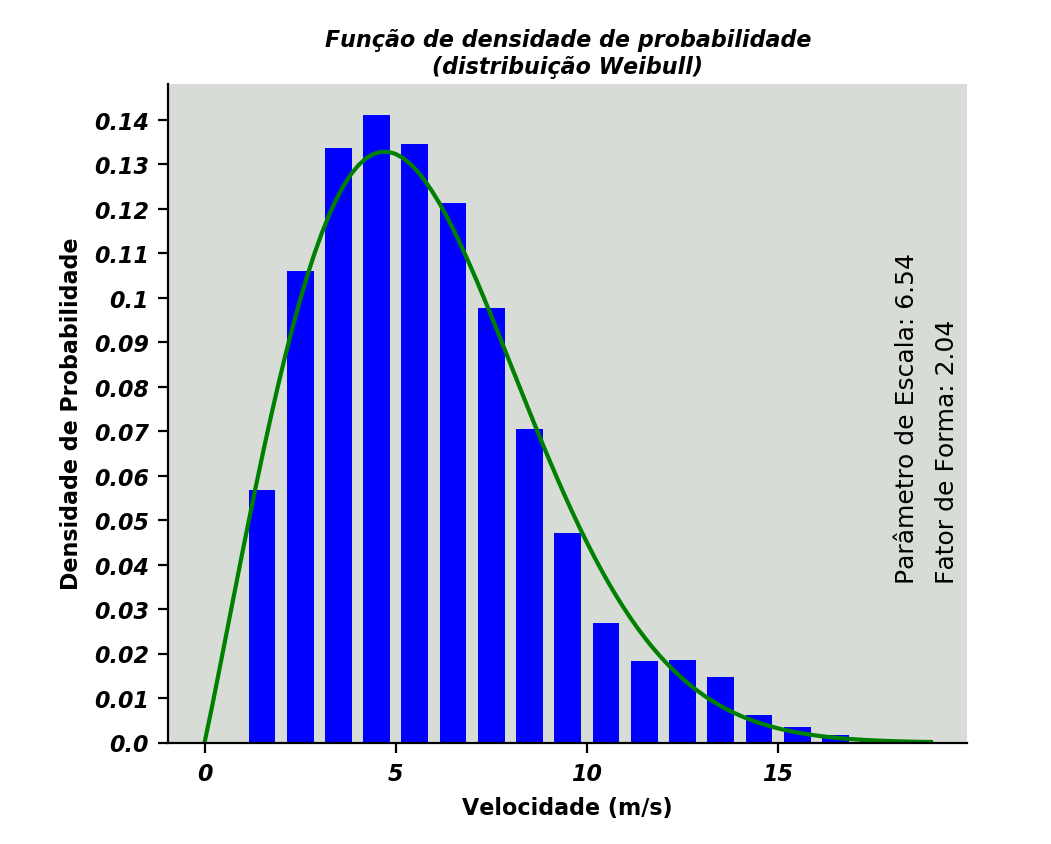 Função de densidade de probabilidade
(distribuição Weibull)
Densidade de Probabilidade
0.14
0.13
0.12
0.11
0.1
0.09
0.08
0.07
0.06
0.05
0.04
0.03
0.02
0.01
0.0
Parâmetro de Escala: 6.54
Fator de Forma: 2.04
0 5 10 15
Velocidade (m/s)